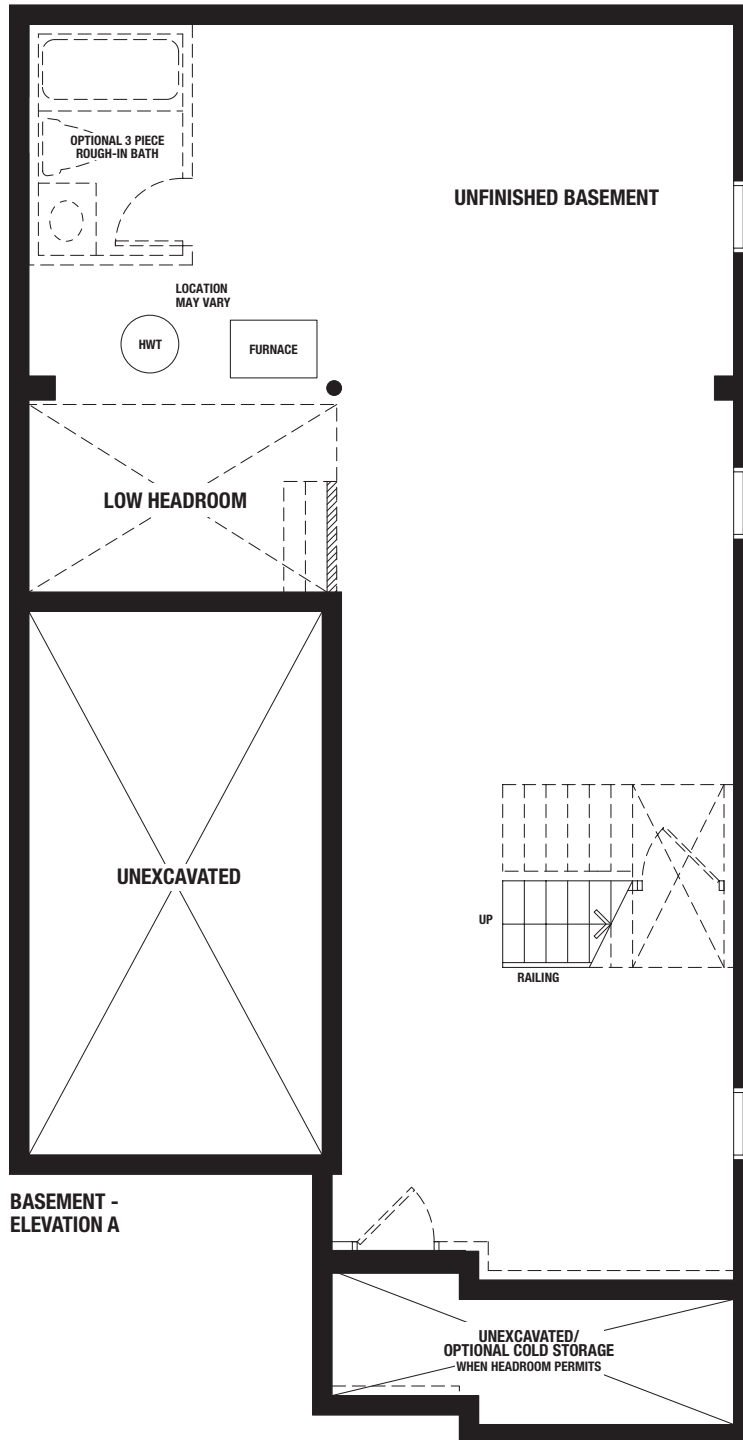 OPTIONAL 3 PIECE
ROUGH-IN BATH
UNFINISHED BASEMENT
LOCATION
MAY VARY
HWT
FURNACE
LOW HEADROOM
UNEXCAVATED
UP
RAILING
BASEMENT -
ELEVATION A
UNEXCAVATED/
OPTIONAL COLD STORAGE
WHEN HEADROOM PERMITS